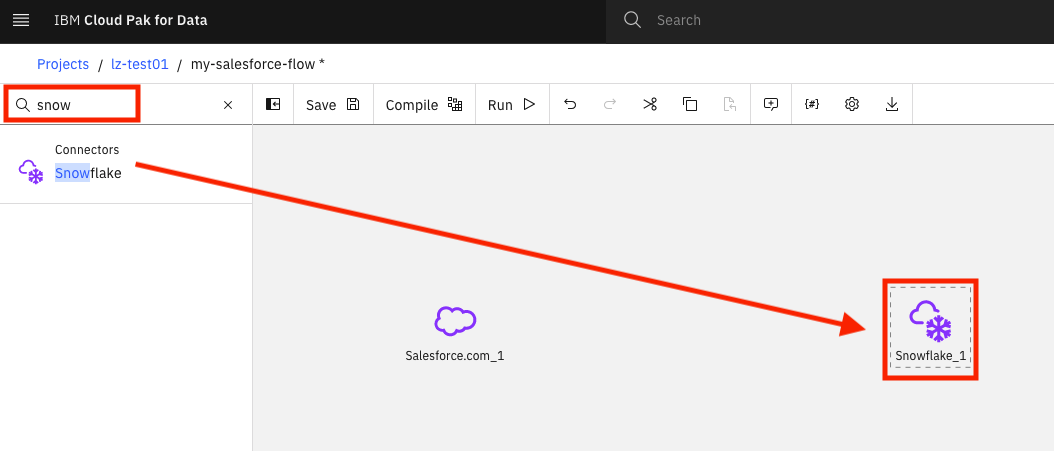 IBM Cloud Pak for Data
Search
Projects / lz-test01 / my-salesforce-flow *
snow
Save
Compile
Run
{#}
Connectors
Snowflake
Salesforce.com_1
Snowflake_1